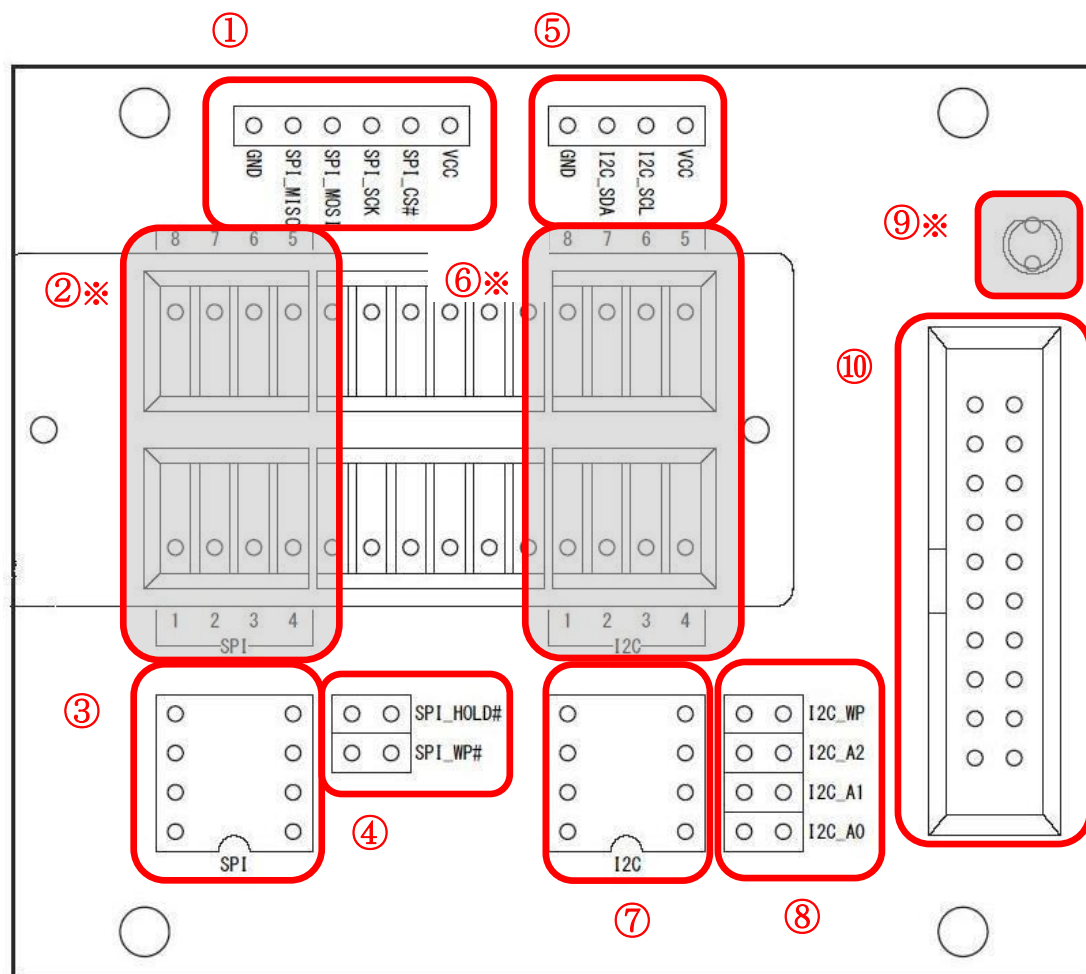 ① ⑤
GND SPI_MISO SPI_MOSI SPI_SCK SPI_CS# VCC
GND I2C_SDA I2C_SCL VCC
⑨※
8 7 6 5
8 7 6 5
②※
⑥※
⑩
1 2 3 4
SPI
1 2 3 4
I2C
③
SPI_HOLD#
SPI_WP#
④
SPI
I2C_WP
I2C_A2
I2C_A1
I2C_A0
I2C
⑦
⑧